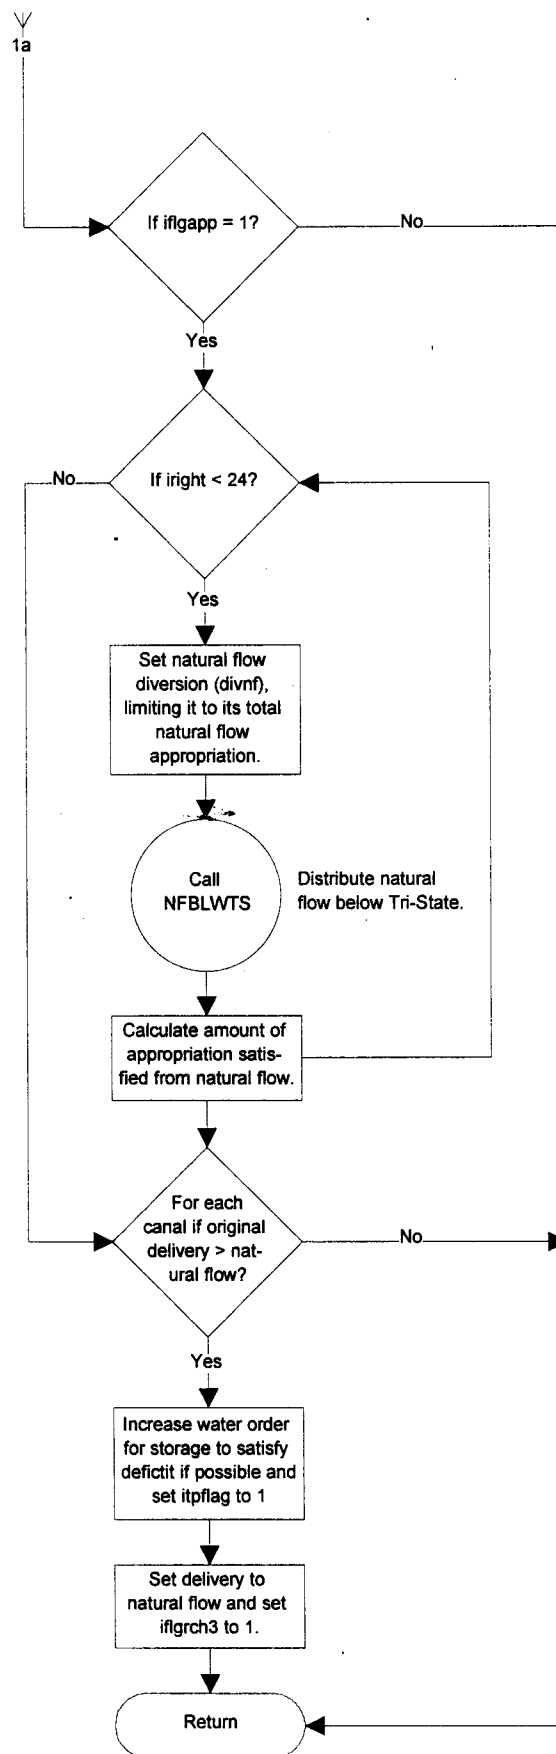 1a
If iflgapp = 1?
No
Yes
No
If iright < 24?
Yes
Set natural flow
diversion (divnf),
limiting it to its total
natural flow
appropriation.
Call
NFBLWTS
Distribute natural
flow below Tri-State.
Calculate amount of
appropriation satis-
fied from natural flow.
For each
canal if original
delivery > nat-
ural flow?
No
Yes
Increase water order
for storage to satisfy
defictit if possible and
set itpflag to 1
Set delivery to
natural flow and set
iflgrch3 to 1.
Return